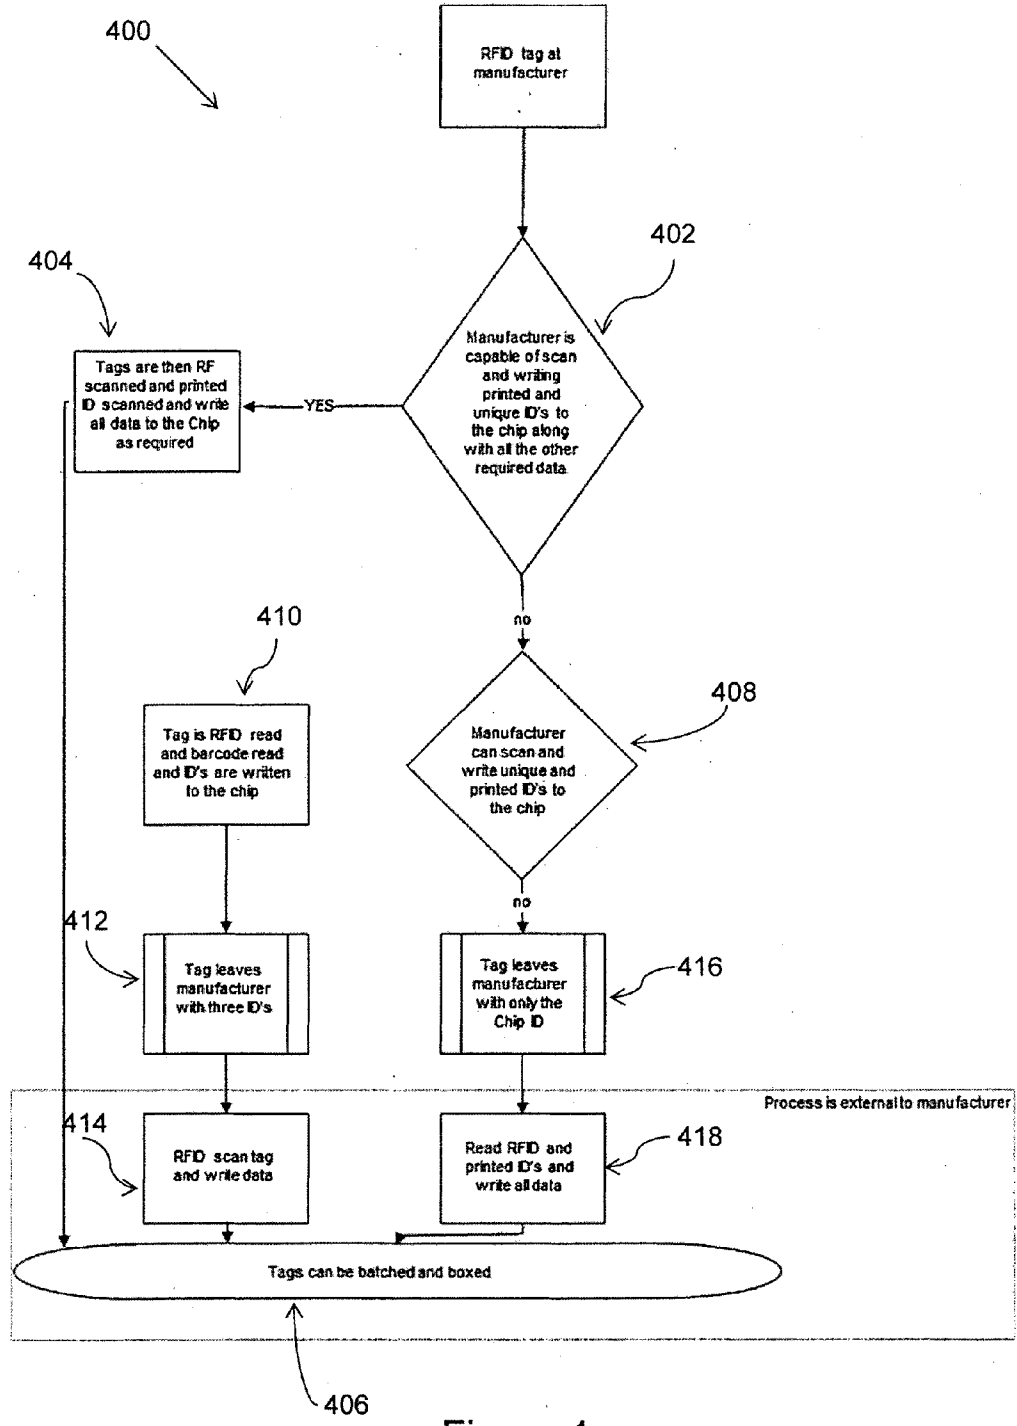 400
RFID tag at
manufacturer
402
404
Manufacturer is
capable of scan
and writing
printed and
unique ID's to
the chip along
with all the other
required data.
Tags are then RF
scanned and printed
ID scanned and write
all data to the Chip
as required
YES
no
410
408
Tag is RFID read
and barcode read
and ID's are written
to the chip
Manufacturer
can scan and
write unique and
printed ID's to
the chip
no
412
Tag leaves
manufacturer
with three ID's
Tag leaves
manufacturer
with only the
Chip ID
416
Process is external to manufacturer
414
RFID scan tag
and write data
Read RFID and
printed ID's and
write all data
418
Tags can be batched and boxed
406